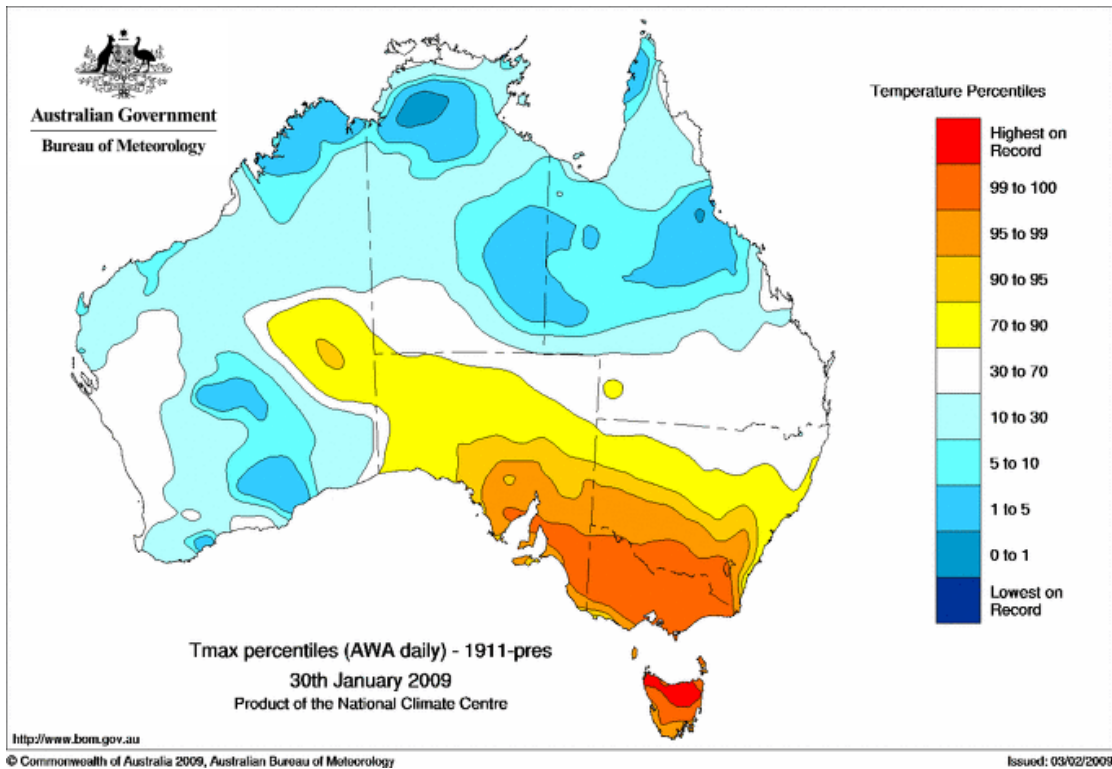 Australian Government
Bureau of Meteorology
Temperature Percentiles
Highest on
Record
99 to 100
95 to 99
90 to 95
70 to 90
30 to 70
10 to 30
5 to 10
1 to 5
0 to 1
Lowest on
Record
Tmax percentiles (AWA daily) - 1911-pres
30th January 2009
Product of the National Climate Centre
http://www.bom.gov.au
© Commonwealth of Australia 2009, Australian Bureau of Meteorology
Issued: 03/02/2009